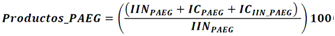 Productos_PAEG = (((IIN_PAEG + IC_PAEG + IC_IIN_PAEG) / IIN_PAEG)) 100